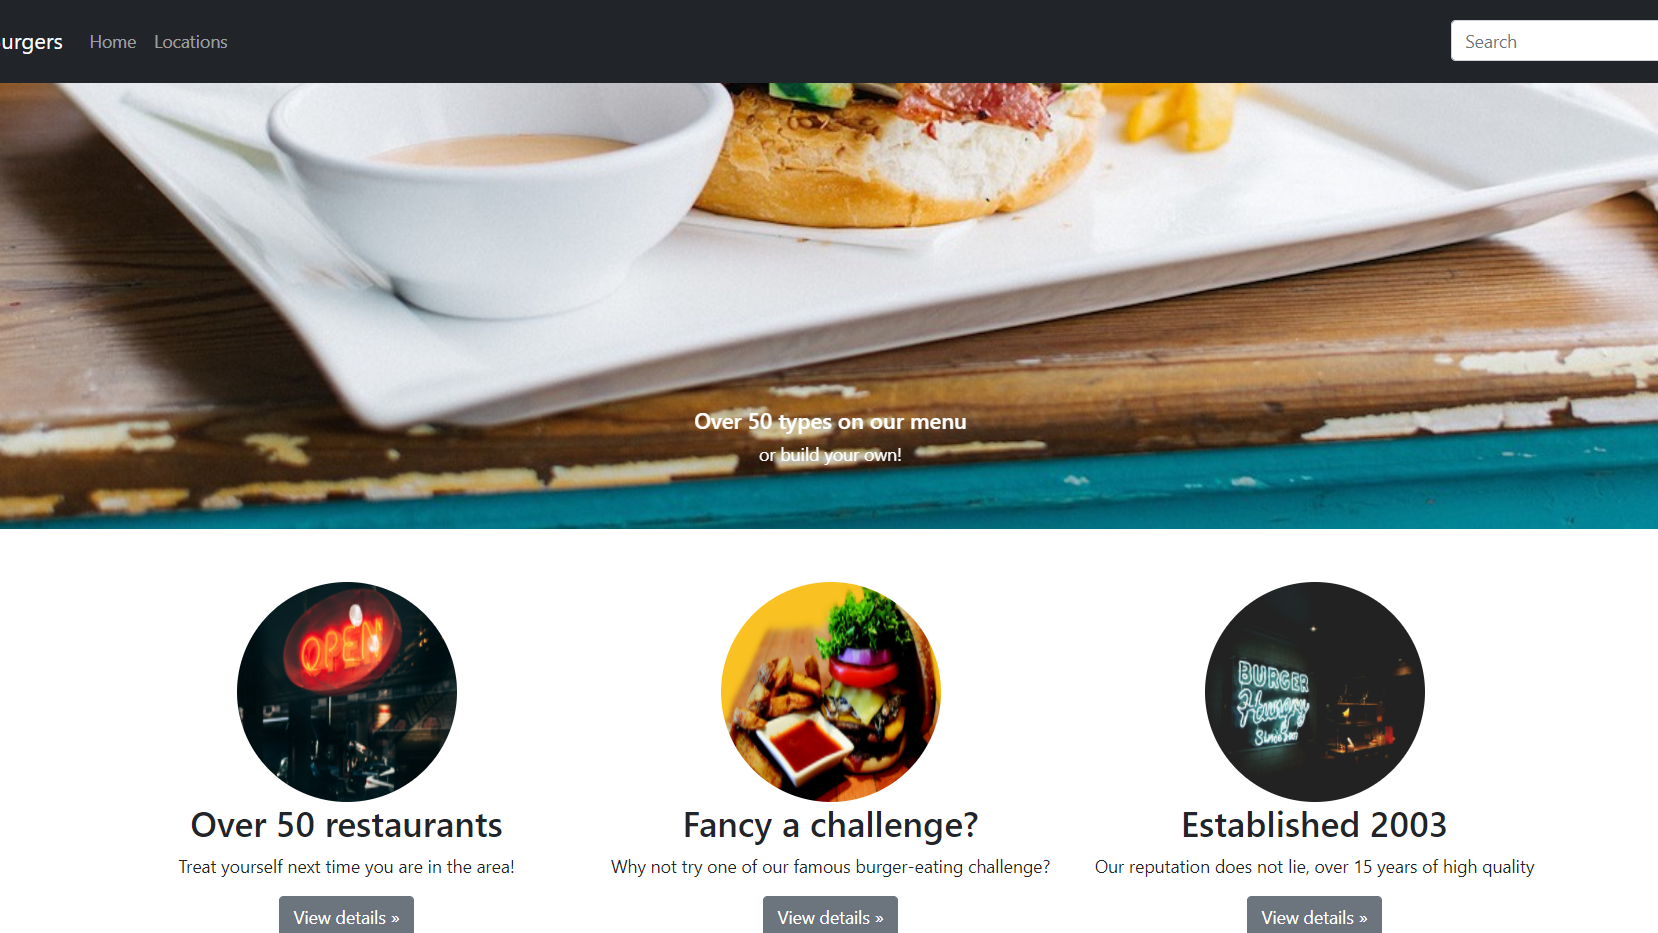 urgers Home Locations Search
Over 50 types on our menu
or build your own!
OPEN
BURGER
Hungry
Over 50 restaurants
Fancy a challenge?
Established 2003
Treat yourself next time you are in the area!
Why not try one of our famous burger-eating challenge?
Our reputation does not lie, over 15 years of high quality
View details »
View details »
View details »